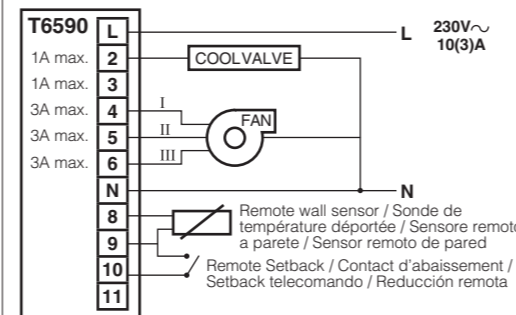 T6590
L
L
230V~
10(3)A
1A max.
2
COOLVALVE
1A max.
3
3A max.
4
I
FAN
3A max.
5
II
3A max.
6
III
N
N
8
Remote wall sensor / Sonde de
température déportée / Sensore remoto
a parete / Sensor remoto de pared
9
10
Remote Setback / Contact d'abaissement /
Setback telecomando / Reducción remota
11